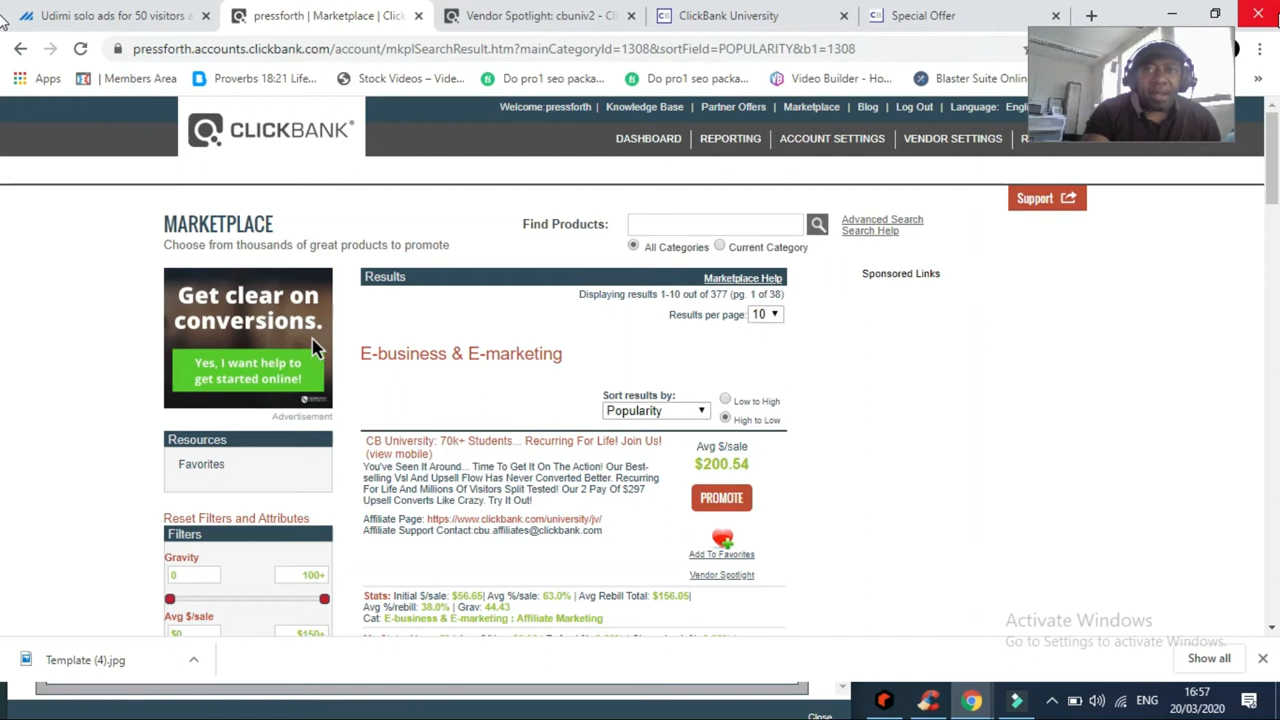 Udimi solo ads for 50 visitors a
pressforth | Marketplace | Click
Vendor Spotlight: cbuniv2 - Cli
ClickBank University
Special Offer
pressforth.accounts.clickbank.com/account/mkplSearchResult.htm?mainCategoryId=1308&sortField=POPULARITY&b1=1308
Apps
Members Area
Proverbs 18:21 Life...
Stock Videos – Vide...
Do pro1 seo packa...
Do pro1 seo packa...
Video Builder - Ho...
Blaster Suite Onlin
Welcome:pressforth | Knowledge Base | Partner Offers | Marketplace | Blog | Log Out | Language:
CLICKBANK®
DASHBOARD | REPORTING | ACCOUNT SETTINGS | VENDOR SETTINGS
Support
MARKETPLACE
Choose from thousands of great products to promote
Find Products:
Advanced Search
Search Help
All Categories
Current Category
Get clear on
conversions.
Yes, I want help to
get started online!
Advertisement
Results
Marketplace Help
Displaying results 1-10 out of 377 (pg. 1 of 38)
Results per page: 10
Sponsored Links
E-business & E-marketing
Sort results by:
Popularity
Low to High
High to Low
Resources
Favorites
Reset Filters and Attributes
Filters
Gravity
0
100+
Avg $/sale
$0
$150+
CB University: 70k+ Students... Recurring For Life! Join Us!
(view mobile)
You've Seen It Around... Time To Get It On The Action! Our Best-
selling Vsl And Upsell Flow Has Never Converted Better. Recurring
For Life And Millions Of Visitors Split Tested! Our 2 Pay Of $297
Upsell Converts Like Crazy. Try It Out!
Affiliate Page: https://www.clickbank.com/university/jv/
Affiliate Support Contact:cbu.affiliates@clickbank.com
Avg $/sale
$200.54
PROMOTE
Add To Favorites
Vendor Spotlight
Stats: Initial $/sale: $56.65| Avg %/sale: 63.0% | Avg Rebill Total: $156.05|
Avg %/rebill: 38.0% | Grav: 44.43
Cat: E-business & E-marketing : Affiliate Marketing
Activate Windows
Go to Settings to activate Windows.
Template (4).jpg
Show all
Close
ENG
16:57
20/03/2020